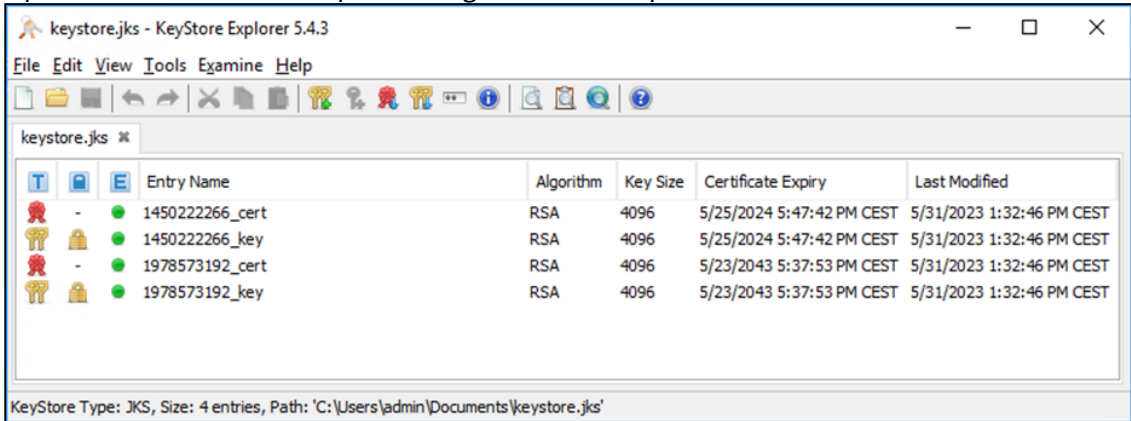 keystore.jks - KeyStore Explorer 5.4.3
File Edit View Tools Examine Help
keystore.jks
T E Entry Name Algorithm Key Size Certificate Expiry Last Modified
1450222266_cert RSA 4096 5/25/2024 5:47:42 PM CEST 5/31/2023 1:32:46 PM CEST
1450222266_key RSA 4096 5/25/2024 5:47:42 PM CEST 5/31/2023 1:32:46 PM CEST
1978573192_cert RSA 4096 5/23/2043 5:37:53 PM CEST 5/31/2023 1:32:46 PM CEST
1978573192_key RSA 4096 5/23/2043 5:37:53 PM CEST 5/31/2023 1:32:46 PM CEST
KeyStore Type: JKS, Size: 4 entries, Path: 'C:\Users\admin\Documents\keystore.jks'